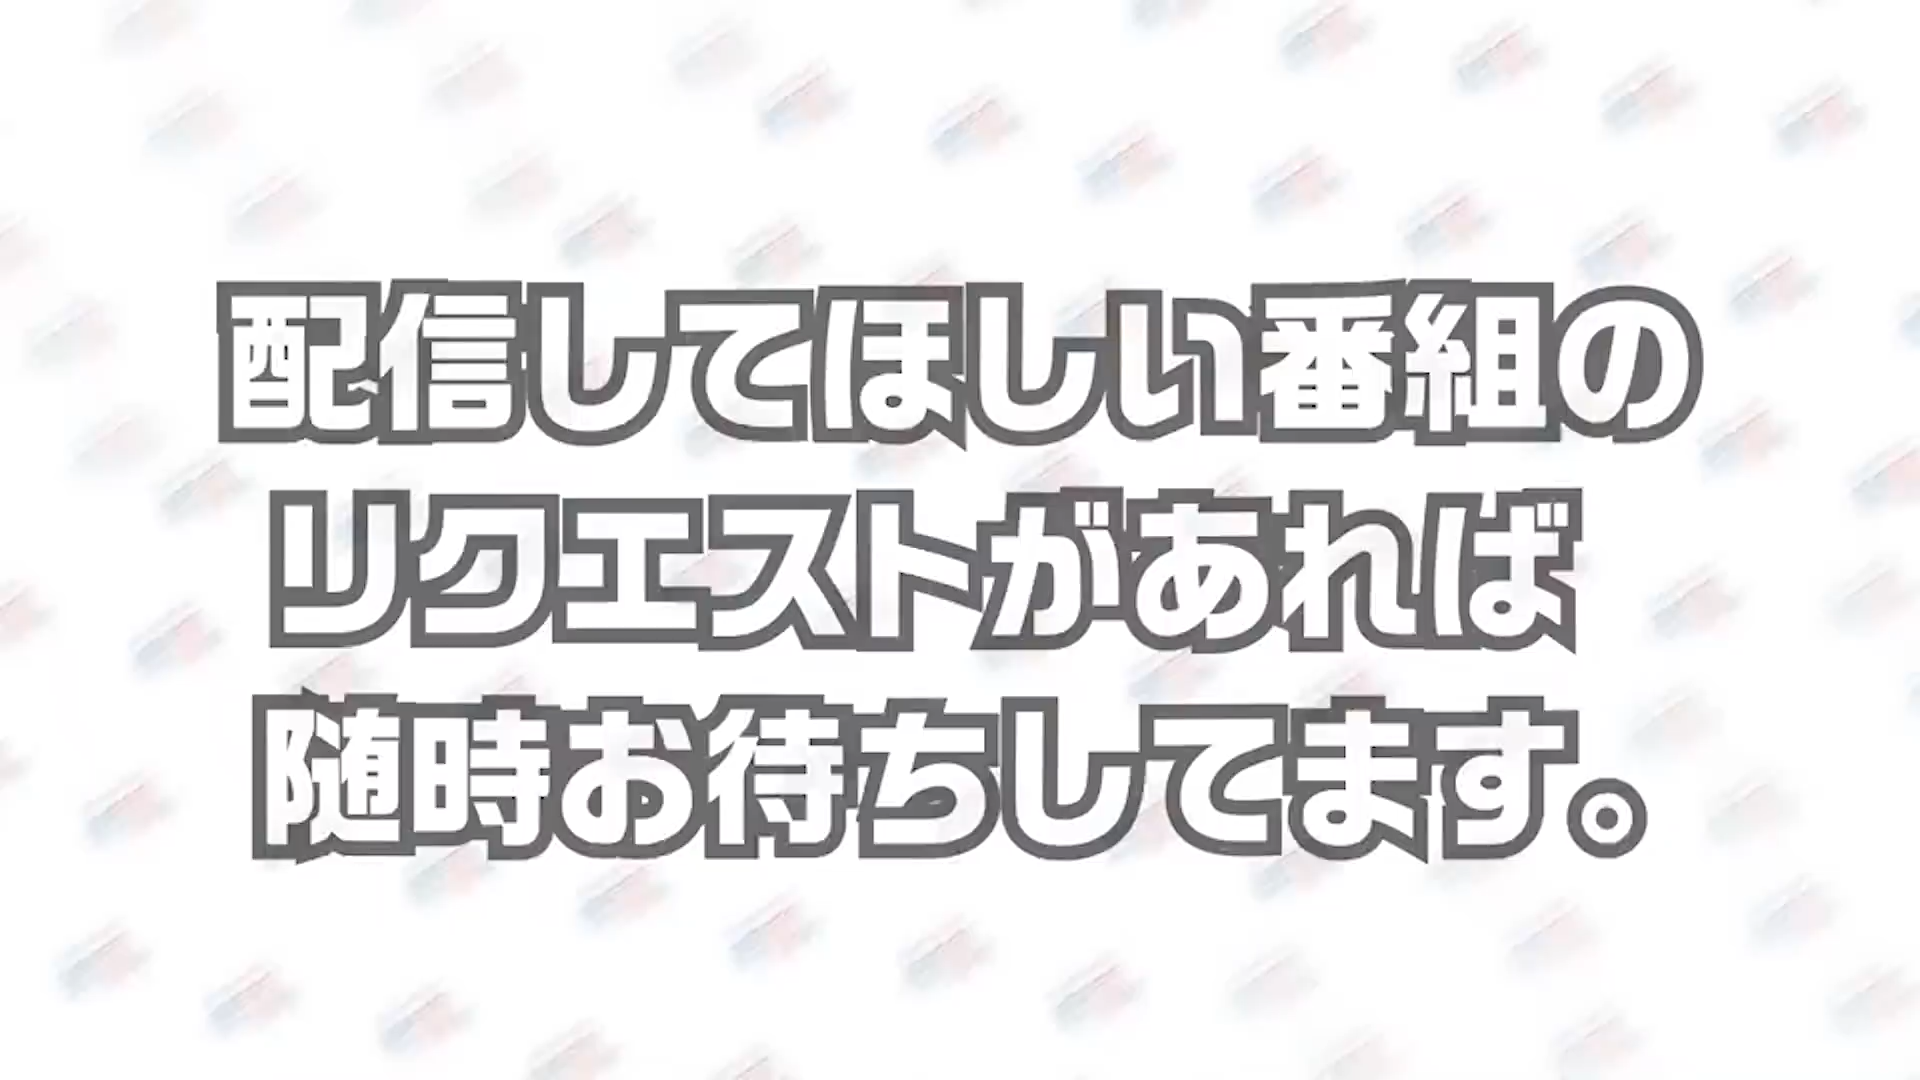 配信してほしい番組の
リクエストがあれば
随時お待ちしてます。